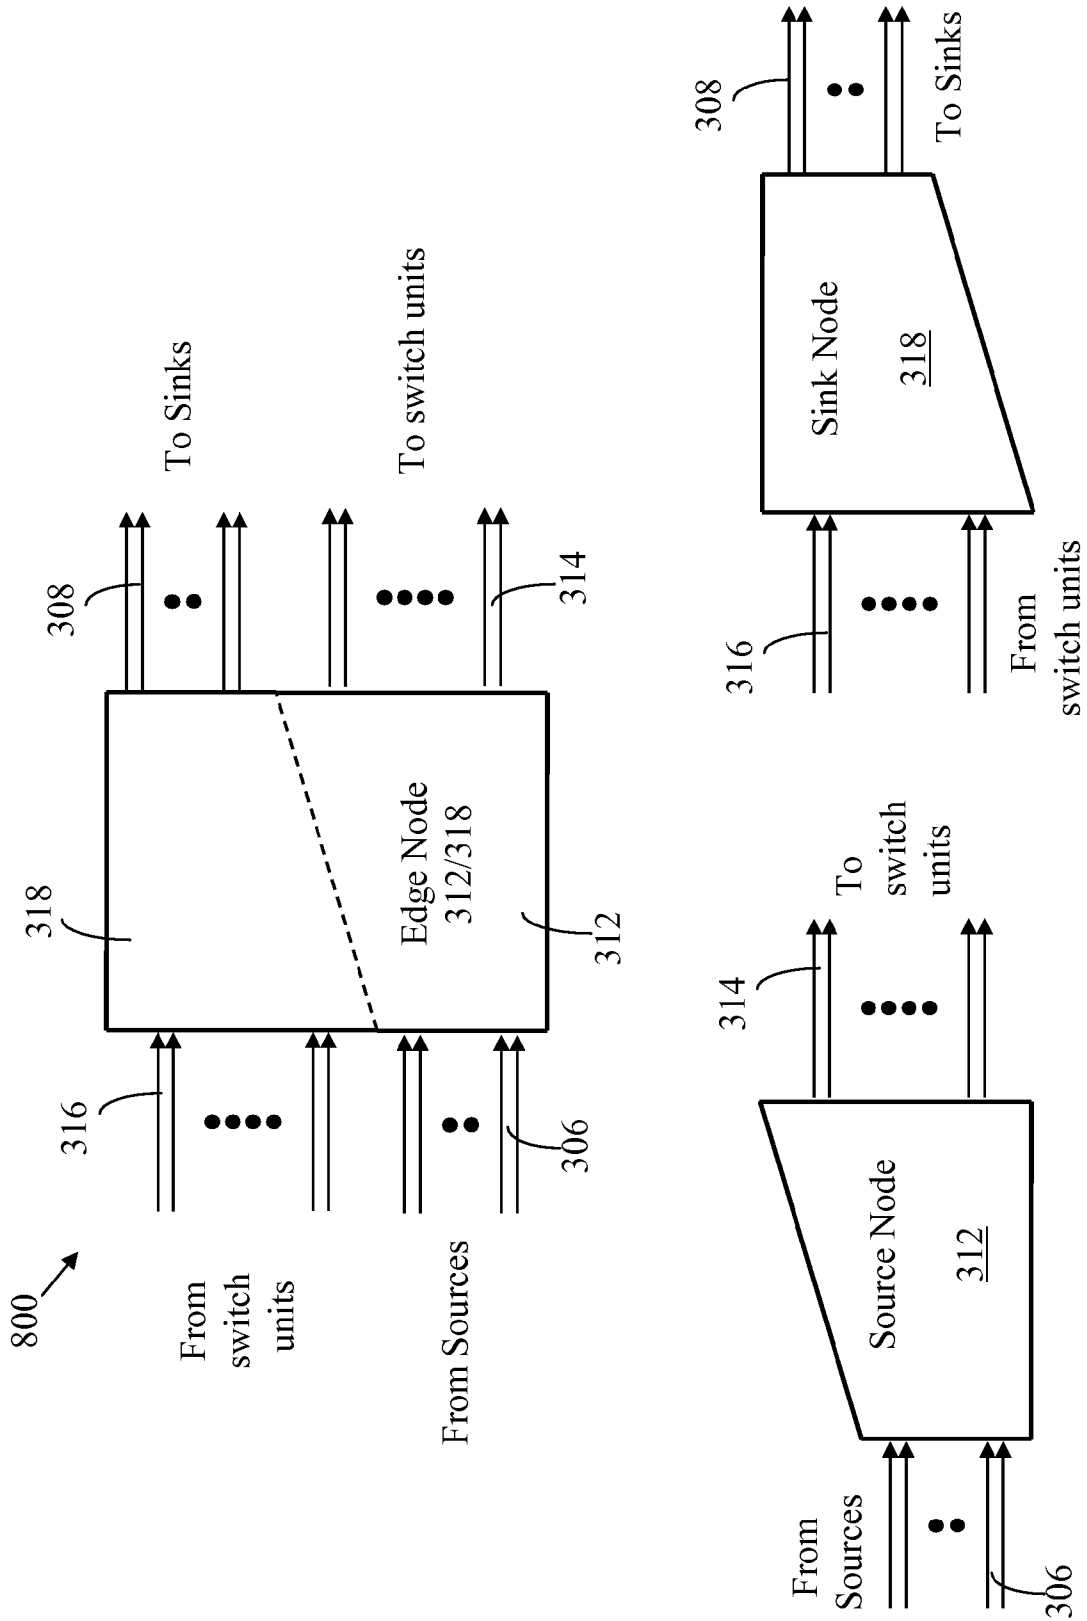 800
318
308
316
To Sinks
From
switch
units
To switch units
Edge Node
312/318
From Sources
306
312
314
From
Sources
306
Source Node
312
314
To
switch
units
316
From
switch units
Sink Node
318
308
To Sinks